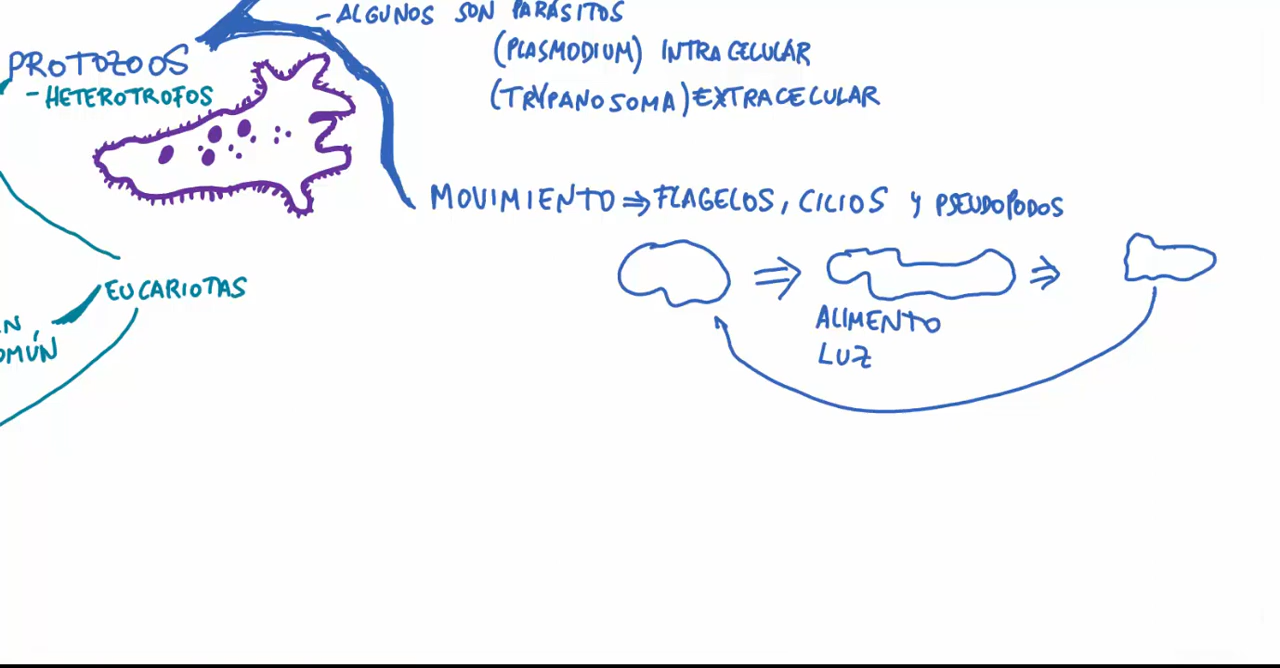 - ALGUNOS SON PARÁSITOS
(PLASMODIUM) INTRACELULAR
(TRYPANOSOMA) EXTRACELULAR
PROTOZOOS
- HETEROTROFOS
MOVIMIENTO ⇒ FLAGELOS, CILIOS Y PSEUDOPODOS
EUCARIOTAS
ALIMENTO
LUZ